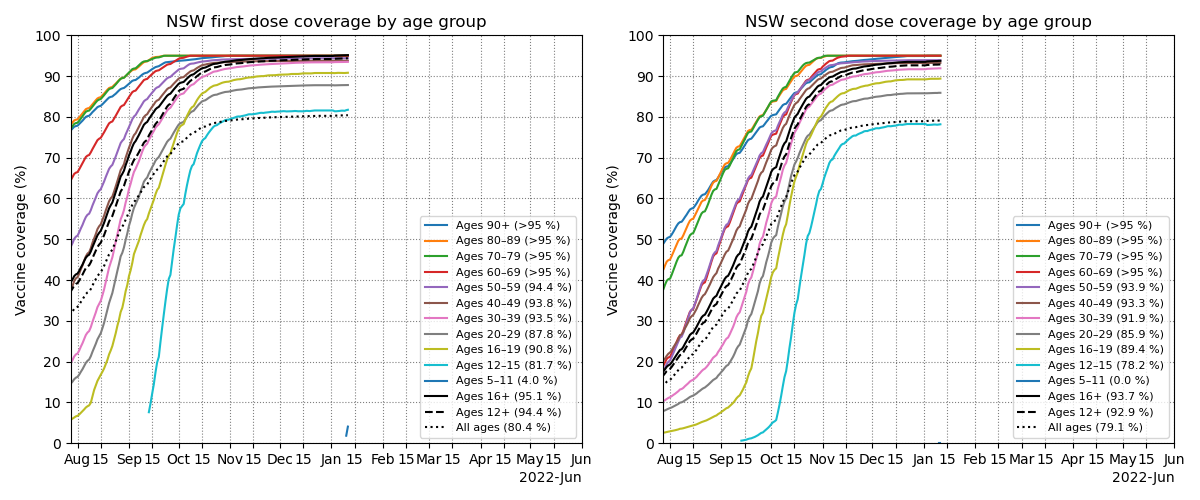 NSW first dose coverage by age group
Vaccine coverage (%)
100
90
80
70
60
50
40
30
20
10
0
Ages 90+ (>95 %)
Ages 80–89 (>95 %)
Ages 70–79 (>95 %)
Ages 60–69 (>95 %)
Ages 50–59 (94.4 %)
Ages 40–49 (93.8 %)
Ages 30–39 (93.5 %)
Ages 20–29 (87.8 %)
Ages 16–19 (90.8 %)
Ages 12–15 (81.7 %)
Ages 5–11 (4.0 %)
Ages 16+ (95.1 %)
Ages 12+ (94.4 %)
All ages (80.4 %)
Aug 15 Sep 15 Oct 15 Nov 15 Dec 15 Jan 15 Feb 15 Mar 15 Apr 15 May 15 Jun
2022-Jun
NSW second dose coverage by age group
Vaccine coverage (%)
100
90
80
70
60
50
40
30
20
10
0
Ages 90+ (>95 %)
Ages 80–89 (>95 %)
Ages 70–79 (>95 %)
Ages 60–69 (>95 %)
Ages 50–59 (93.9 %)
Ages 40–49 (93.3 %)
Ages 30–39 (91.9 %)
Ages 20–29 (85.9 %)
Ages 16–19 (89.4 %)
Ages 12–15 (78.2 %)
Ages 5–11 (0.0 %)
Ages 16+ (93.7 %)
Ages 12+ (92.9 %)
All ages (79.1 %)
Aug 15 Sep 15 Oct 15 Nov 15 Dec 15 Jan 15 Feb 15 Mar 15 Apr 15 May 15 Jun
2022-Jun